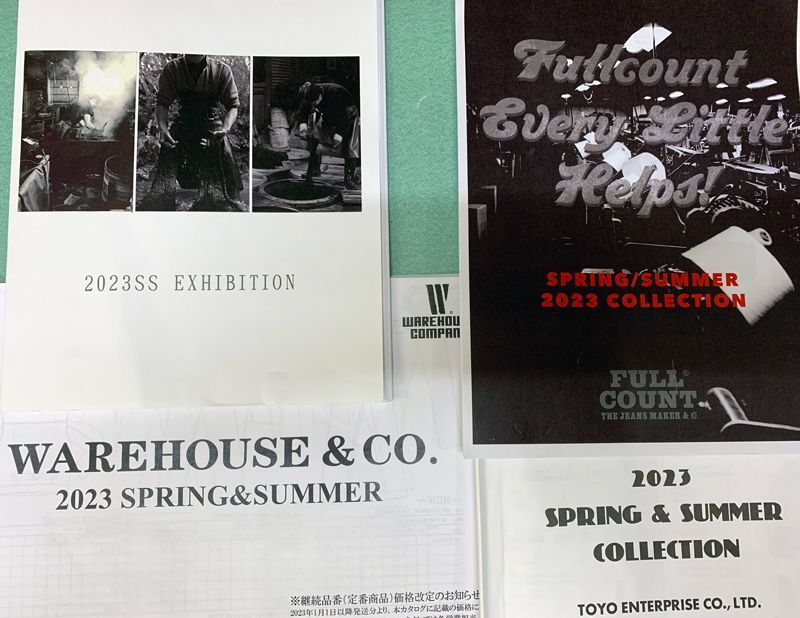 2023SS EXHIBITION
Fullcount
Every Little
Helps!
SPRING/SUMMER
2023 COLLECTION
FULL®
COUNT
THE JEANS MAKER & C
W®
COMPAN
WAREHOUSE & CO.
2023 SPRING&SUMMER
NEW
※継続品番(定番商品)価格改定のお知らせ
2023年1月1日以降発送分より、本カタログに記載の価格に
2023
SPRING & SUMMER
COLLECTION
TOYO ENTERPRISE CO., LTD.